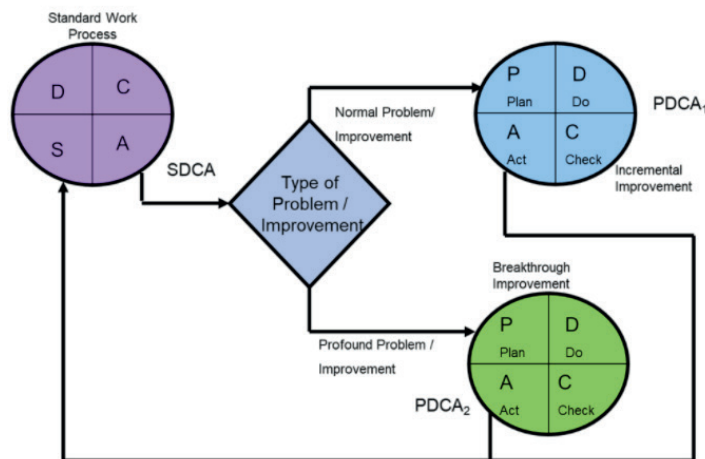 Standard Work
Process
D
C
S
A
SDCA
Type of
Problem /
Improvement
Normal Problem/
Improvement
P
D
Plan
Do
A
C
Act
Check
PDCA₁
Incremental
Improvement
Profound Problem /
Improvement
Breakthrough
Improvement
P
D
Plan
Do
A
C
Act
Check
PDCA₂